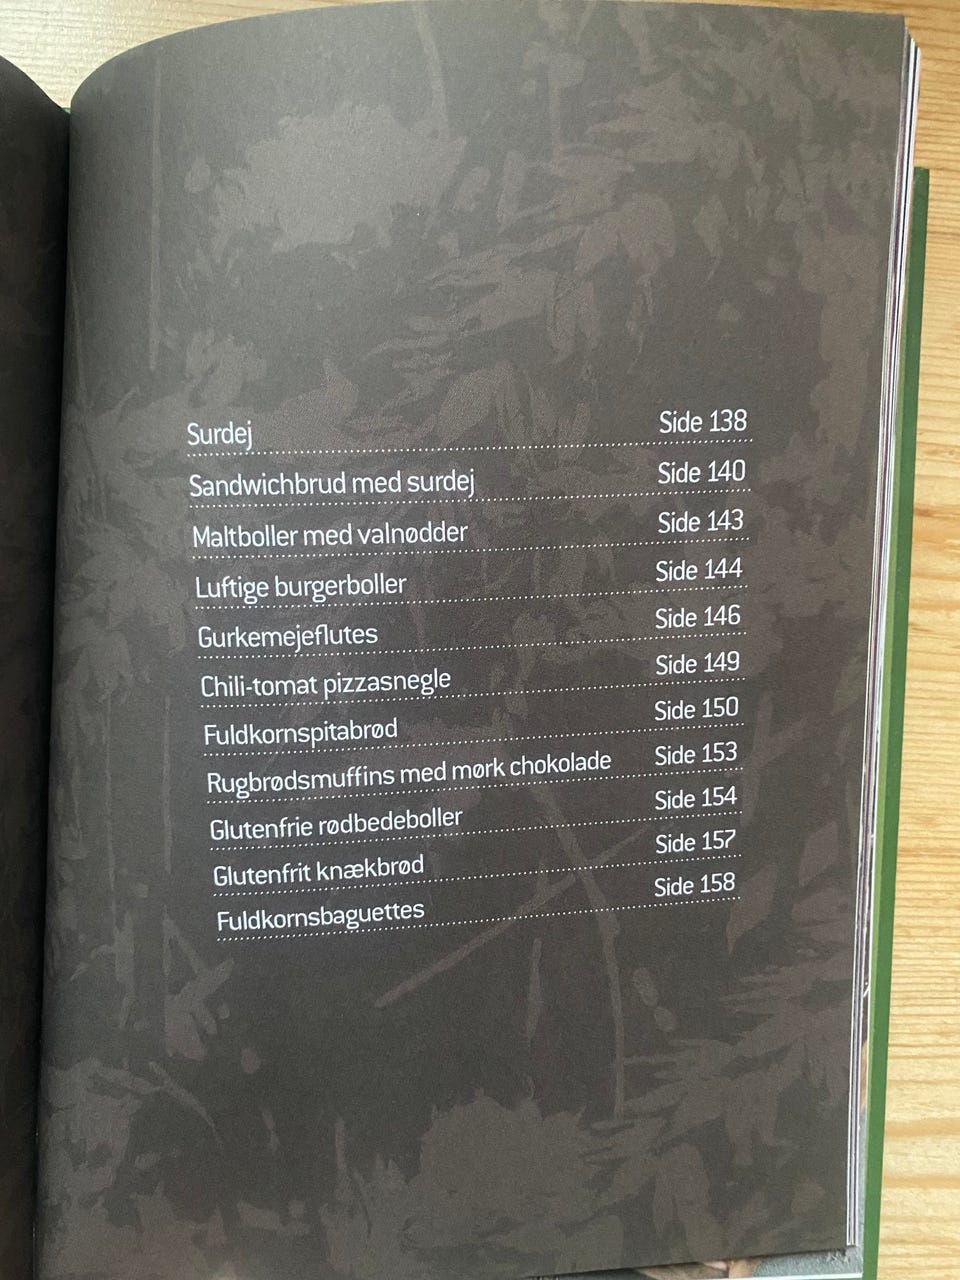 Surdej Side 138
Sandwichbrud med surdej Side 140
Maltboller med valnødder Side 143
Luftige burgerboller Side 144
Gurkemejeflutes Side 146
Chili-tomat pizzasnegle Side 149
Fuldkornspitabrød Side 150
Rugbrødsmuffins med mørk chokolade Side 153
Glutenfrie rødbedeboller Side 154
Glutenfrit knækbrød Side 157
Fuldkornsbaguettes Side 158